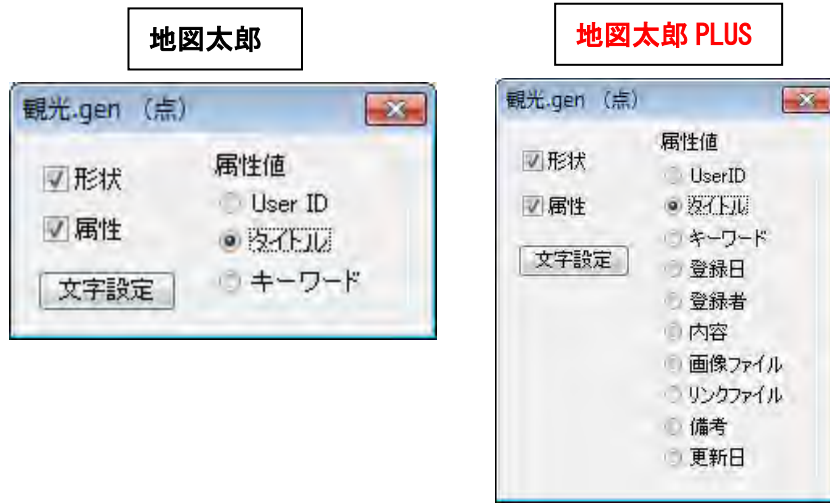 地図太郎
観光.gen （点）
形状
属性
文字設定
属性値
User ID
タイトル
キーワード
地図太郎 PLUS
観光.gen （点）
形状
属性
文字設定
属性値
UserID
タイトル
キーワード
登録日
登録者
内容
画像ファイル
リンクファイル
備考
更新日